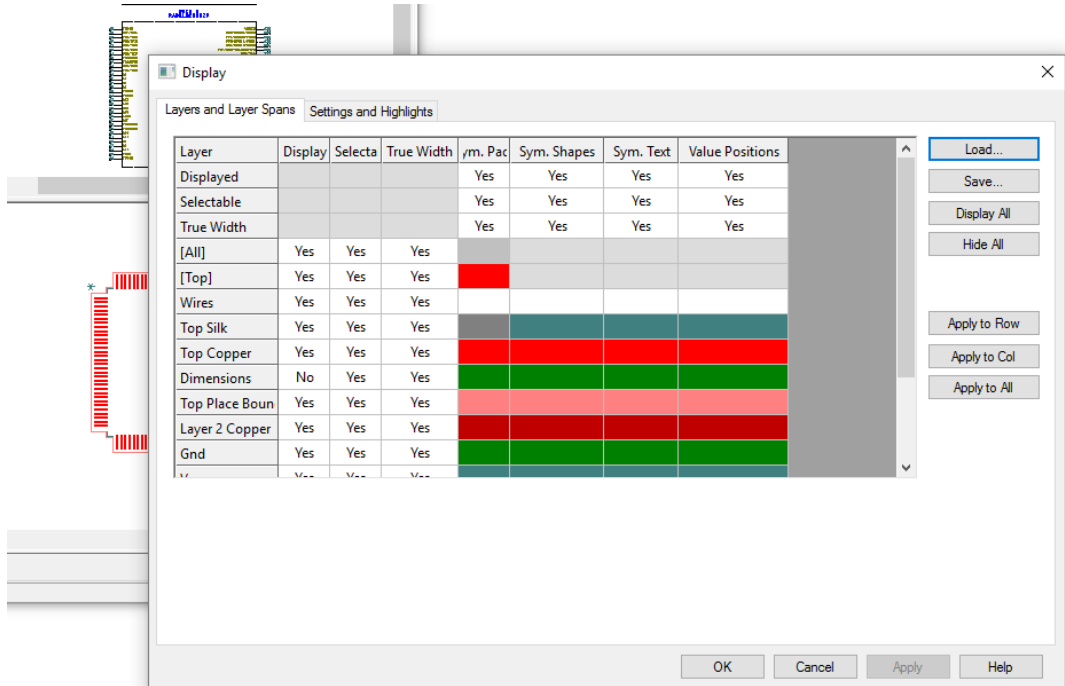 Display
Layers and Layer Spans Settings and Highlights
Layer Display Selecta True Width ym. Pac Sym. Shapes Sym. Text Value Positions
Displayed Yes Yes Yes Yes
Selectable Yes Yes Yes Yes
True Width Yes Yes Yes Yes
[All] Yes Yes Yes
[Top] Yes Yes Yes
Wires Yes Yes Yes
Top Silk Yes Yes Yes
Top Copper Yes Yes Yes
Dimensions No Yes Yes
Top Place Boun Yes Yes Yes
Layer 2 Copper Yes Yes Yes
Gnd Yes Yes Yes
Load...
Save...
Display All
Hide All
Apply to Row
Apply to Col
Apply to All
OK Cancel Apply Help